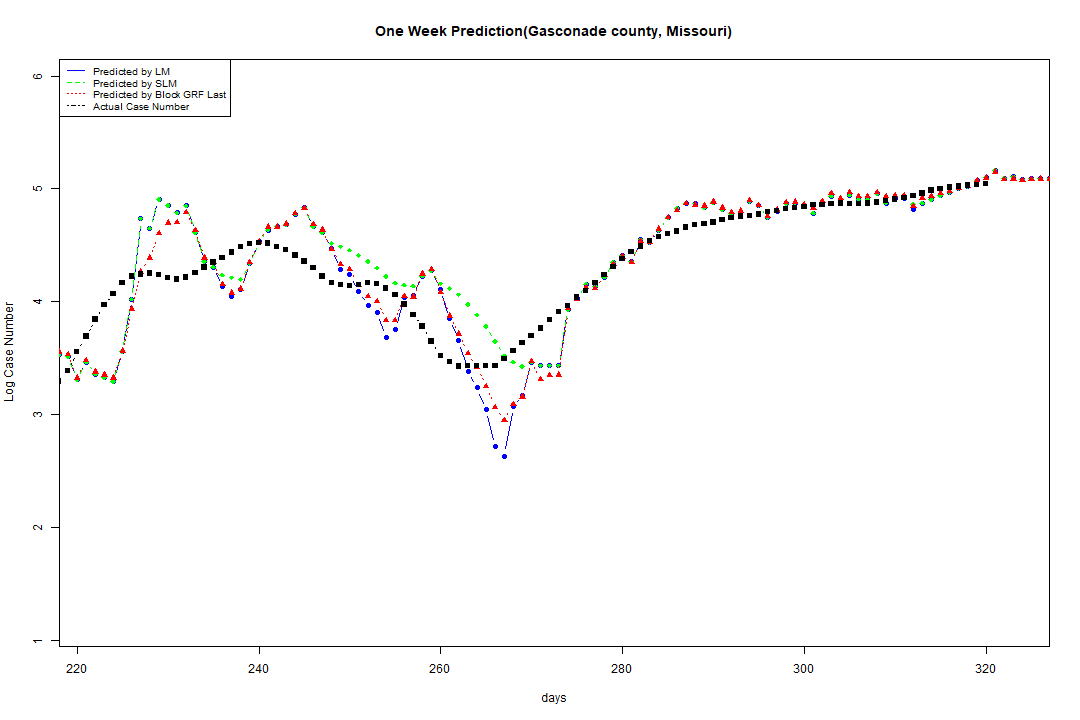 One Week Prediction(Gasconade county, Missouri)
Predicted by LM
Predicted by SLM
Predicted by Block GRF Last
Actual Case Number
6
5
4
3
2
1
Log Case Number
220 240 260 280 300 320
days